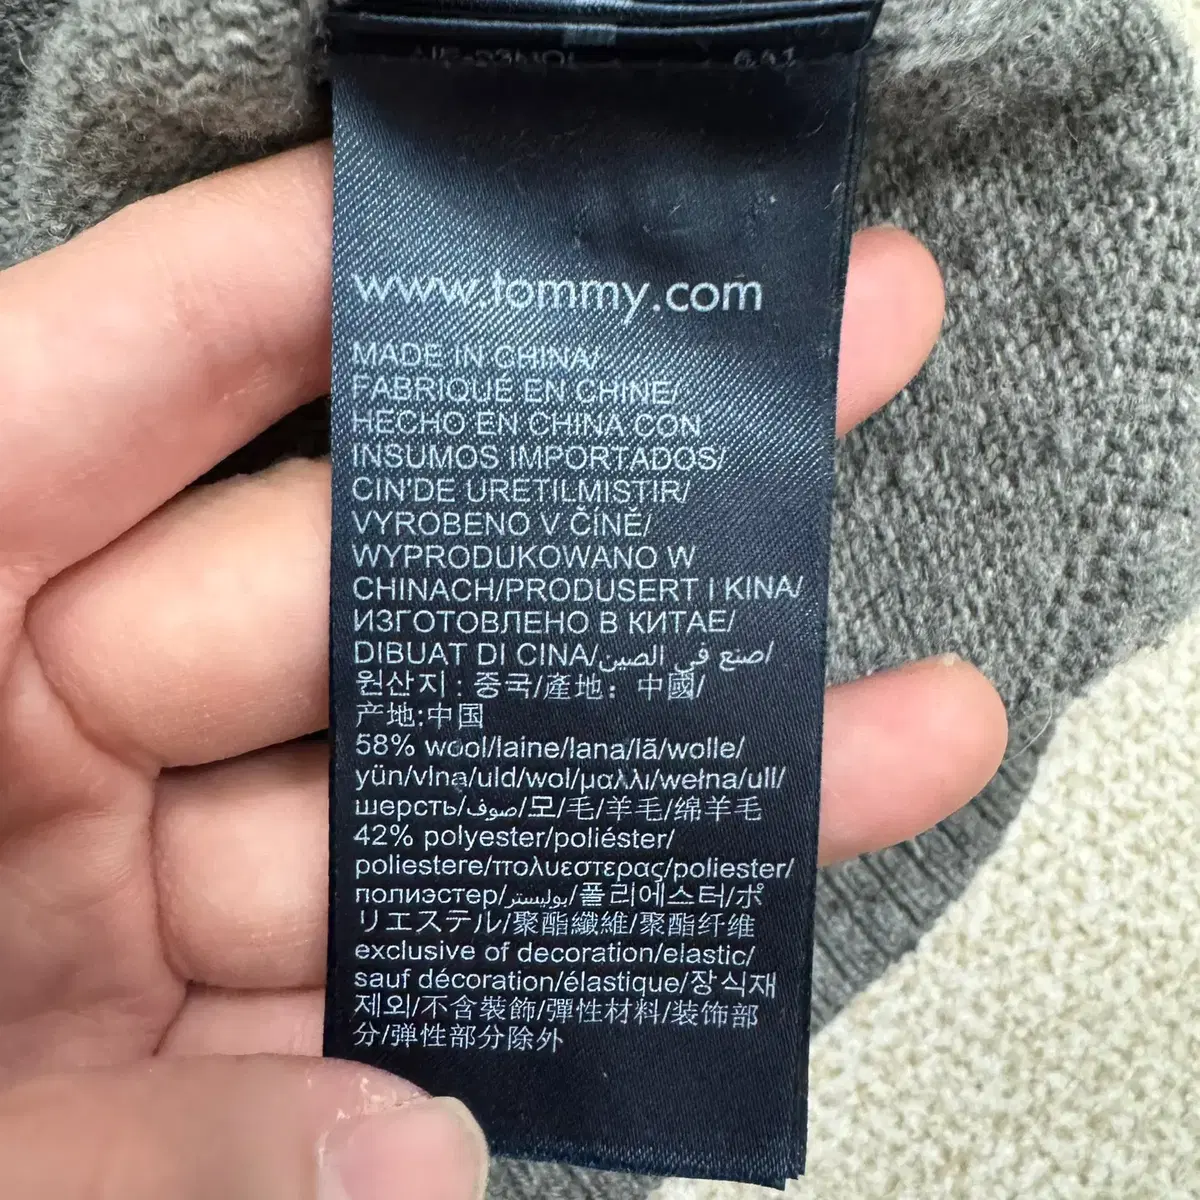 www.tommy.com
MADE IN CHINA/
FABRIQUÉ EN CHINE/
HECHO EN CHINA CON
INSUMOS IMPORTADOS/
CIN'DE URETILMISTIR/
VYROBENO V ČÍNĚ/
WYPRODUKOWANO W
CHINACH/PRODUSERT I KINA/
ИЗГОТОВЛЕНО В КИТАЕ/
DIBUAT DI CINA/صنع في الصين/
원산지 : 중국/產地： 中國/
产地:中国
58% wool/laine/lana/lã/wolle/
yün/vlna/uld/wol/μαλλι/wełna/ull/
шерсть/صوف/모/毛/羊毛/绵羊毛
42% polyester/poliéster/
poliestere/πολυεστερας/poliester/
полиэстер/بوليستر/폴리에스터/ポ
リエステル/聚酯纖維/聚酯纤维
exclusive of decoration/elastic/
sauf décoration/élastique/장식재
제외/不含裝飾/彈性材料/装饰部
分/弹性部分除外